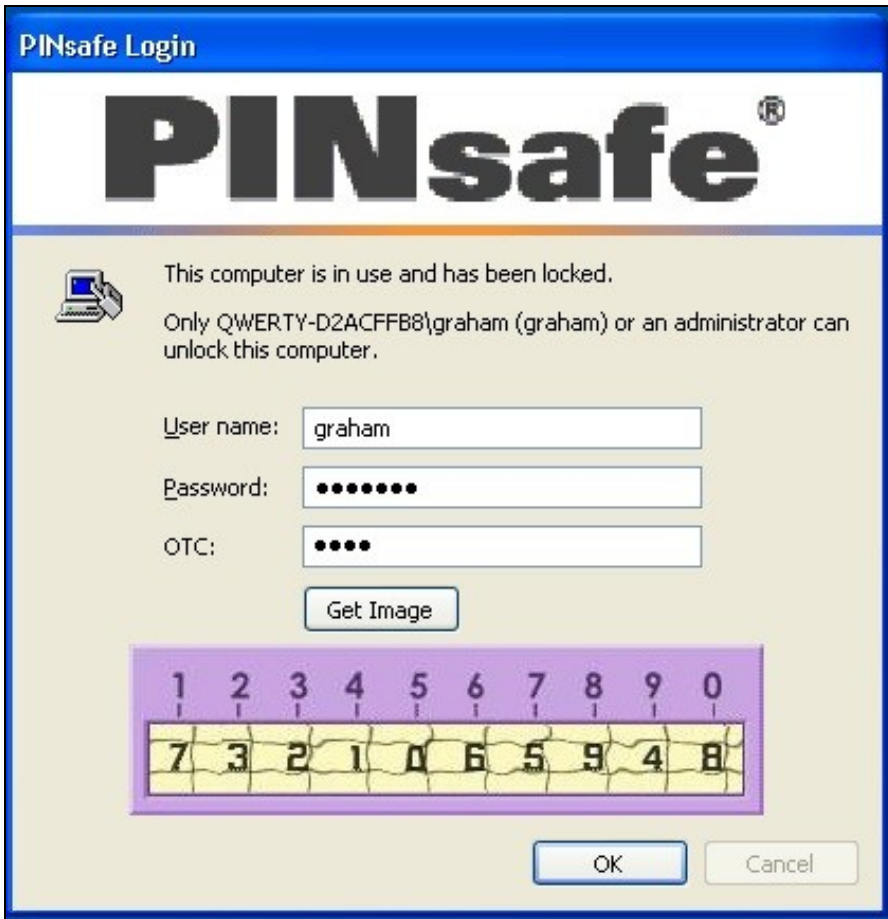 PINsafe Login
PINsafe®
This computer is in use and has been locked.
Only QWERTY-D2ACFFB8\graham (graham) or an administrator can
unlock this computer.
User name: graham
Password: •••••••
OTC: ••••
Get Image
1 2 3 4 5 6 7 8 9 0
7 3 2 1 0 6 5 9 4 8
OK Cancel